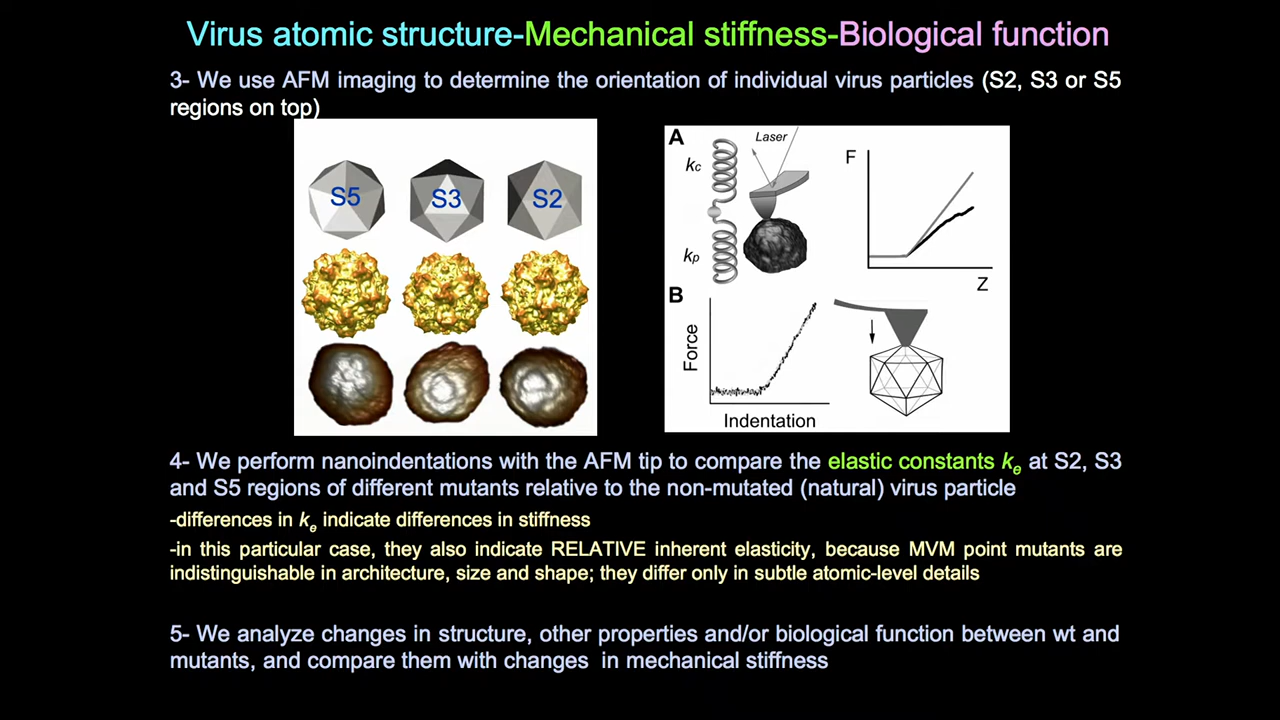 Virus atomic structure-Mechanical stiffness-Biological function
3- We use AFM imaging to determine the orientation of individual virus particles (S2, S3 or S5
regions on top)
S5
S3
S2
A
Laser
kc
kp
F
Z
B
Force
Indentation
4- We perform nanoindentations with the AFM tip to compare the elastic constants ke at S2, S3
and S5 regions of different mutants relative to the non-mutated (natural) virus particle
-differences in ke indicate differences in stiffness
-in this particular case, they also indicate RELATIVE inherent elasticity, because MVM point mutants are
indistinguishable in architecture, size and shape; they differ only in subtle atomic-level details
5- We analyze changes in structure, other properties and/or biological function between wt and
mutants, and compare them with changes  in mechanical stiffness